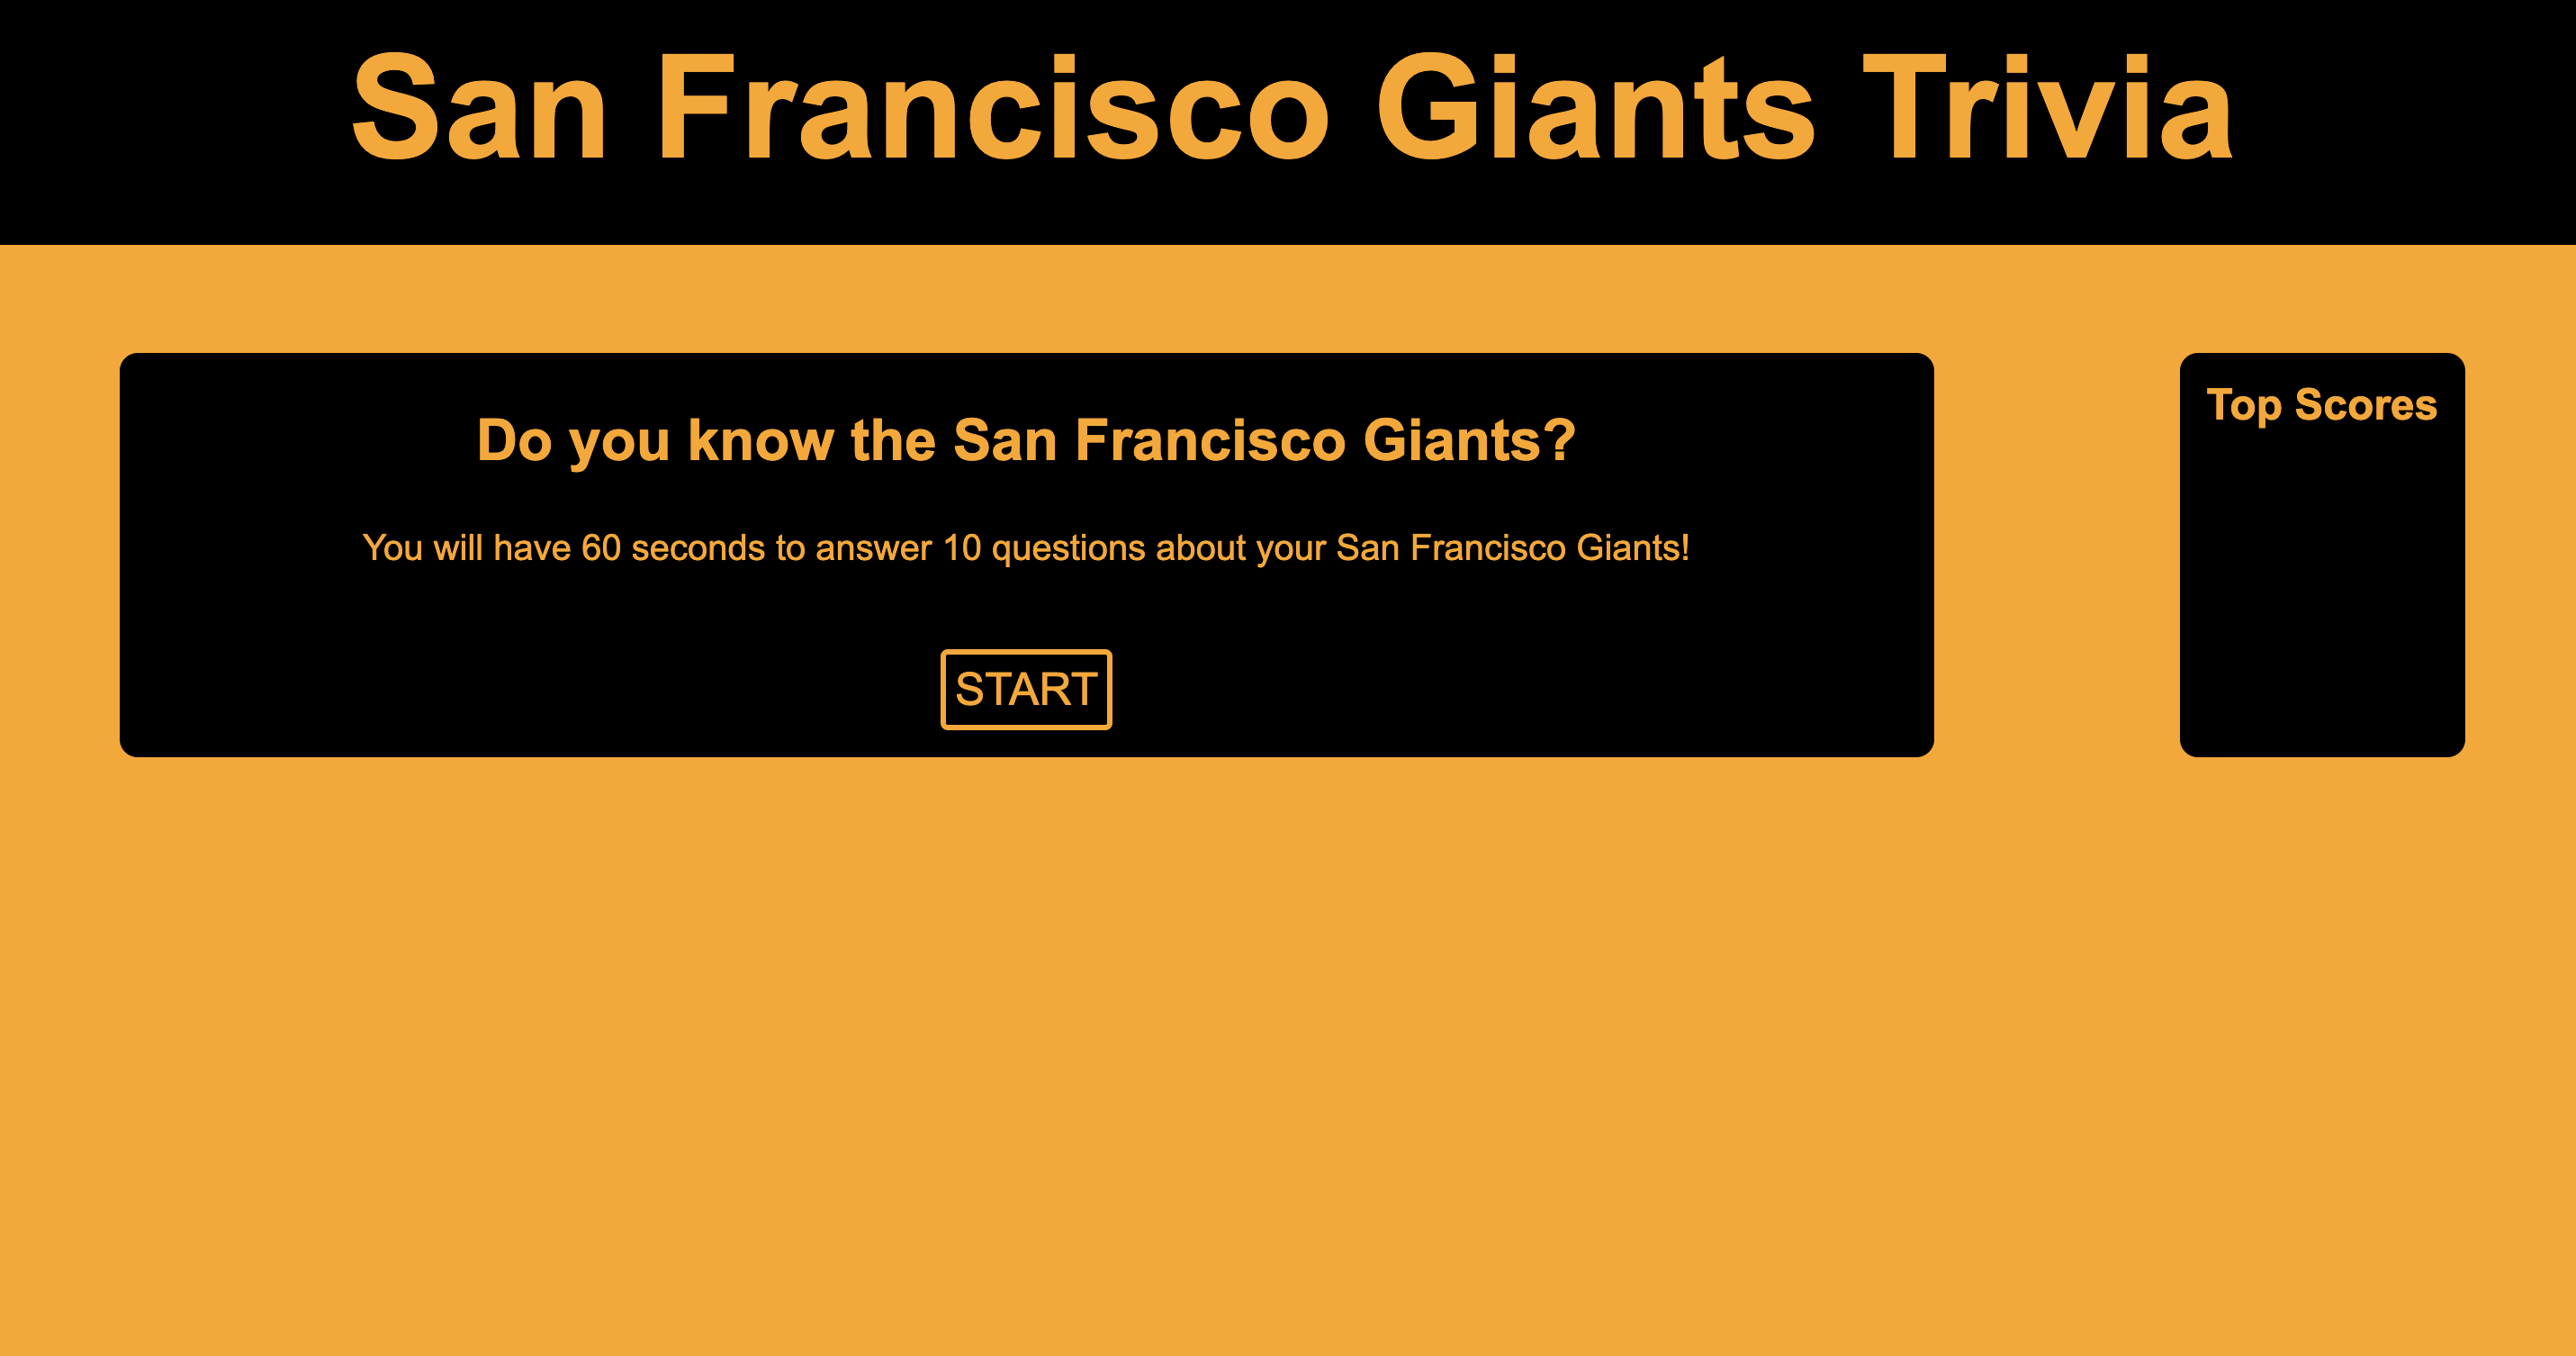 San Francisco Giants Trivia
Do you know the San Francisco Giants?
You will have 60 seconds to answer 10 questions about your San Francisco Giants!
START
Top Scores